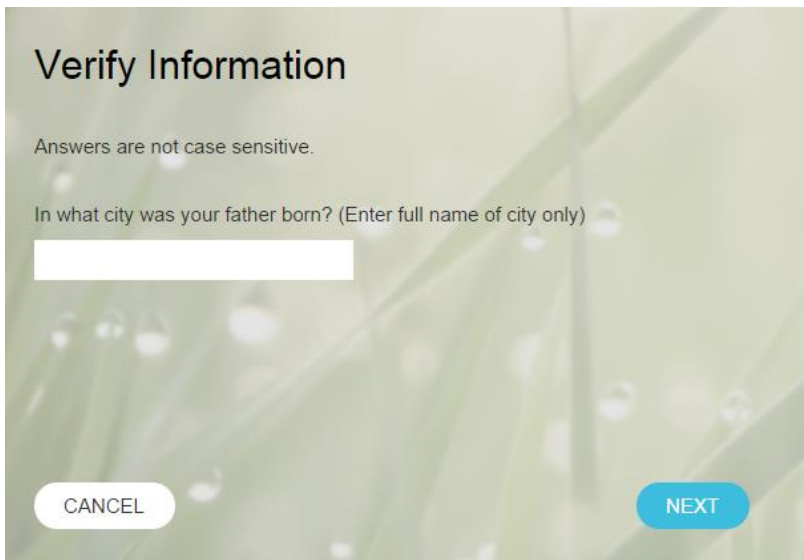 Verify Information
Answers are not case sensitive.
In what city was your father born? (Enter full name of city only)
CANCEL
NEXT